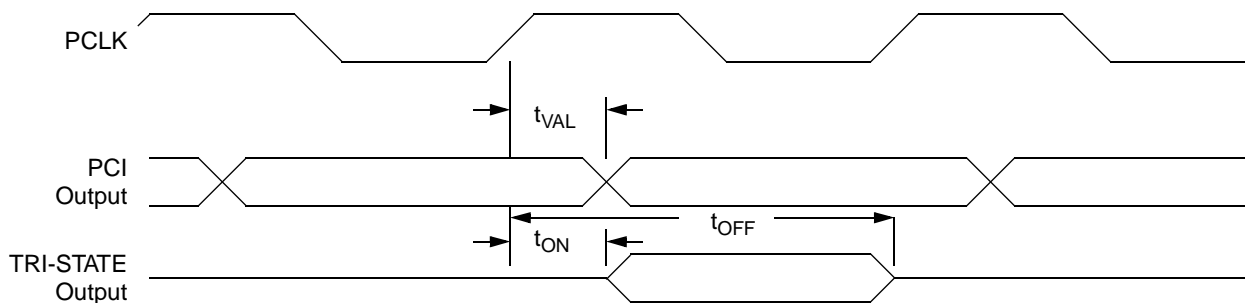 PCLK
tVAL
PCI
Output
tOFF
tON
TRI-STATE
Output